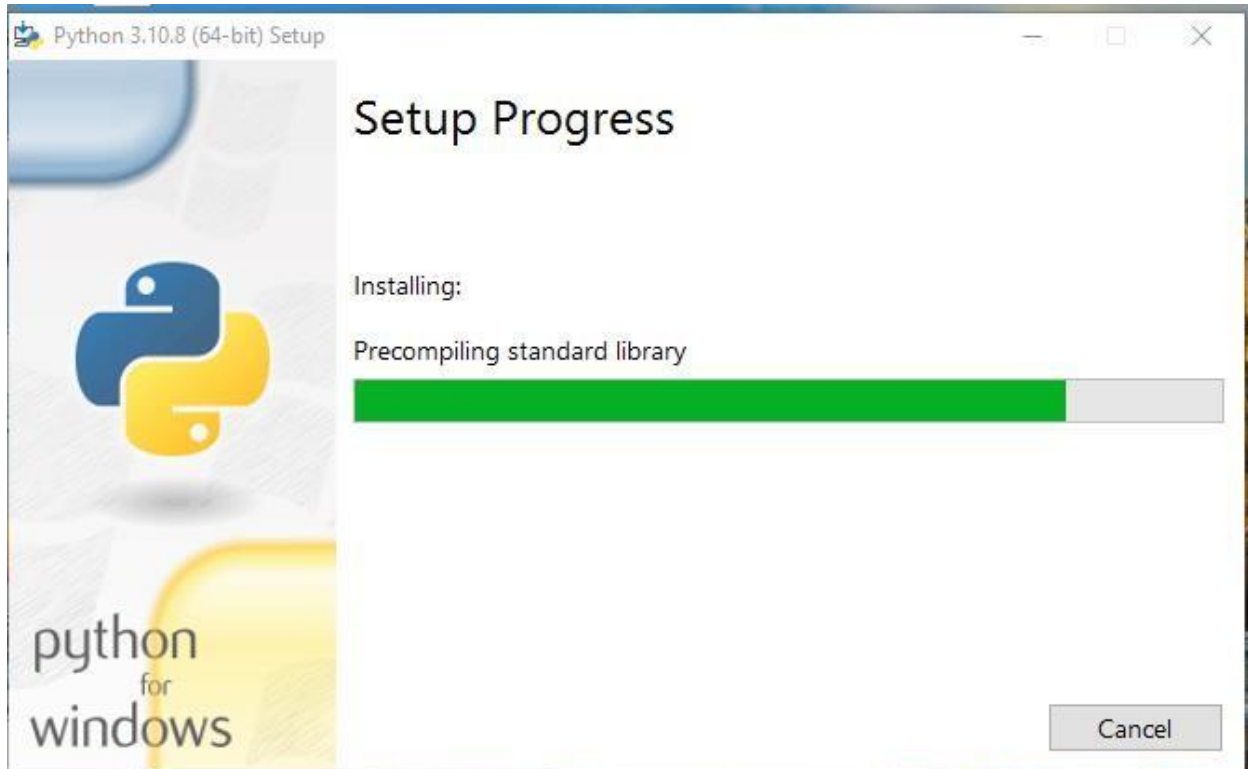 Python 3.10.8 (64-bit) Setup
Setup Progress
Installing:
Precompiling standard library
python
for
windows
Cancel